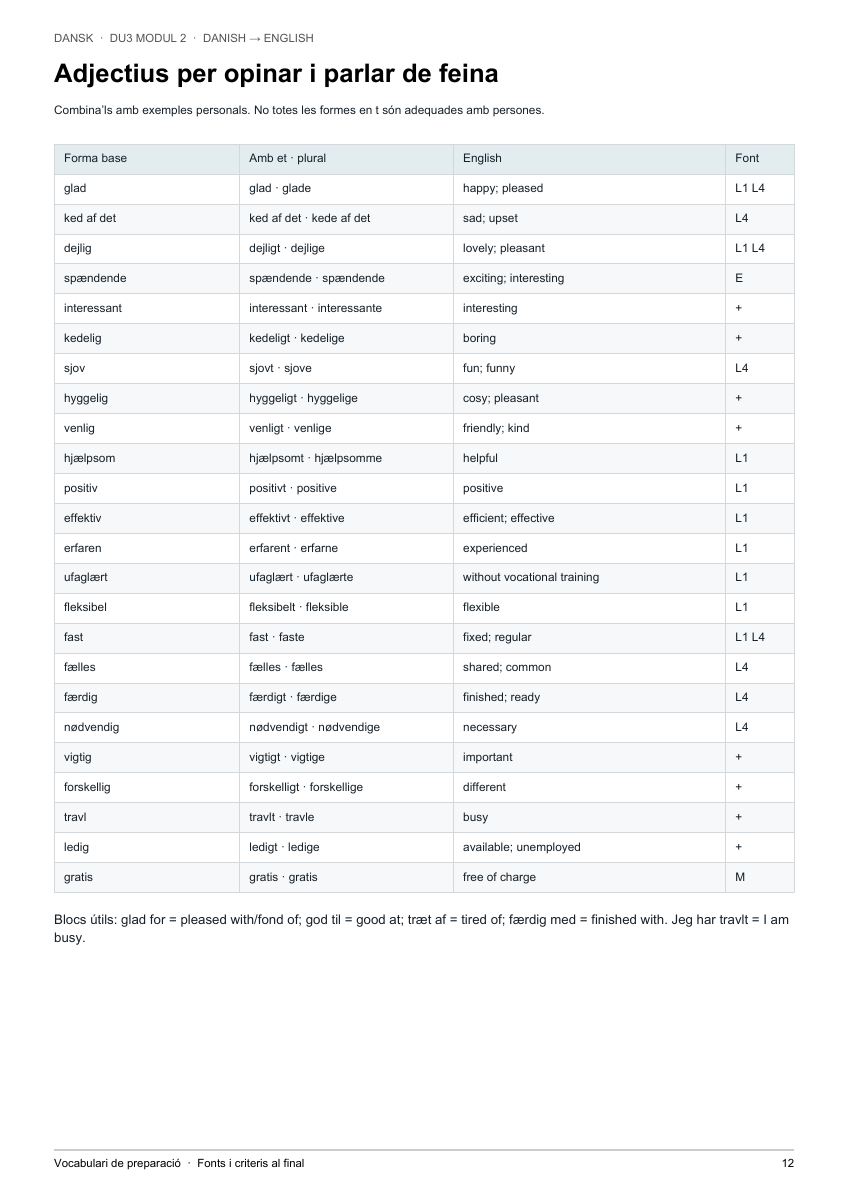 DANSK · DU3 MODUL 2 · DANISH → ENGLISH
Adjectius per opinar i parlar de feina
Combina’ls amb exemples personals. No totes les formes en t són adequades amb persones.
Forma base Amb et · plural English Font
glad glad · glade happy; pleased L1 L4
ked af det ked af det · kede af det sad; upset L4
dejlig dejligt · dejlige lovely; pleasant L1 L4
spændende spændende · spændende exciting; interesting E
interessant interessant · interessante interesting +
kedelig kedeligt · kedelige boring +
sjov sjovt · sjove fun; funny L4
hyggelig hyggeligt · hyggelige cosy; pleasant +
venlig venligt · venlige friendly; kind +
hjælpsom hjælpsomt · hjælpsomme helpful L1
positiv positivt · positive positive L1
effektiv effektivt · effektive efficient; effective L1
erfaren erfarent · erfarne experienced L1
ufaglært ufaglært · ufaglærte without vocational training L1
fleksibel fleksibelt · fleksible flexible L1
fast fast · faste fixed; regular L1 L4
fælles fælles · fælles shared; common L4
færdig færdigt · færdige finished; ready L4
nødvendig nødvendigt · nødvendige necessary L4
vigtig vigtigt · vigtige important +
forskellig forskelligt · forskellige different +
travl travlt · travle busy +
ledig ledigt · ledige available; unemployed +
gratis gratis · gratis free of charge M
Blocs útils: glad for = pleased with/fond of; god til = good at; træt af = tired of; færdig med = finished with. Jeg har travlt = I am
busy.
Vocabulari de preparació · Fonts i criteris al final 12